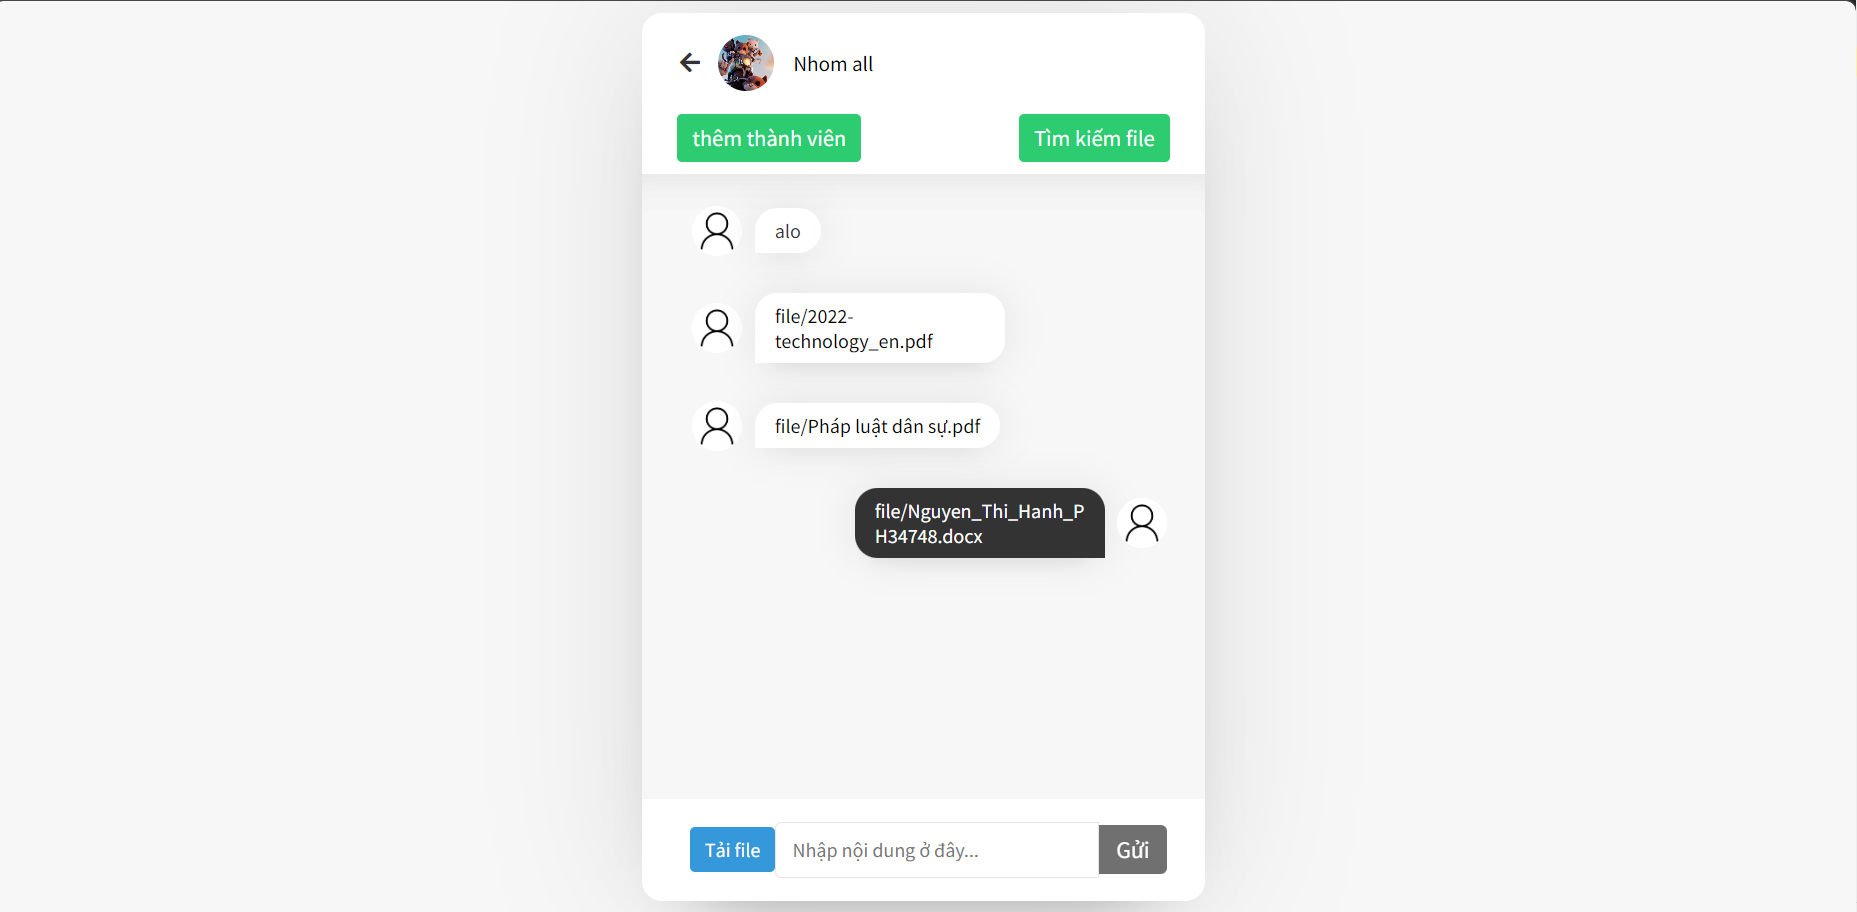 Nhom all
thêm thành viên
Tìm kiếm file
alo
file/2022-
technology_en.pdf
file/Pháp luật dân sự.pdf
file/Nguyen_Thi_Hanh_P
H34748.docx
Tải file
Nhập nội dung ở đây...
Gửi